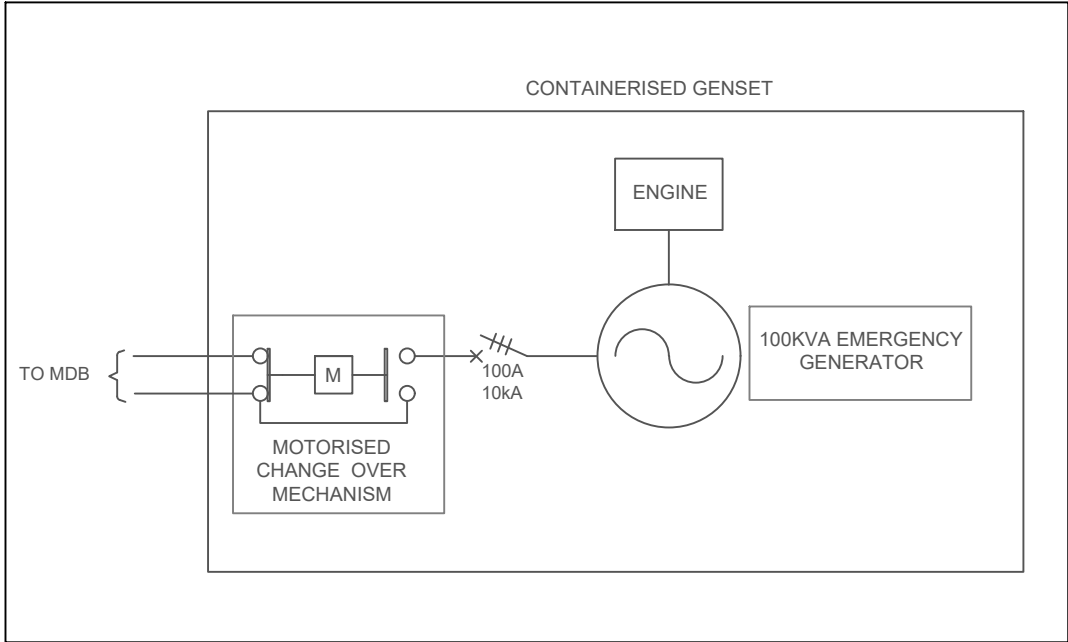 CONTAINERISED GENSET
ENGINE
100KVA EMERGENCY
GENERATOR
TO MDB
M
100A
10kA
MOTORISED
CHANGE OVER
MECHANISM